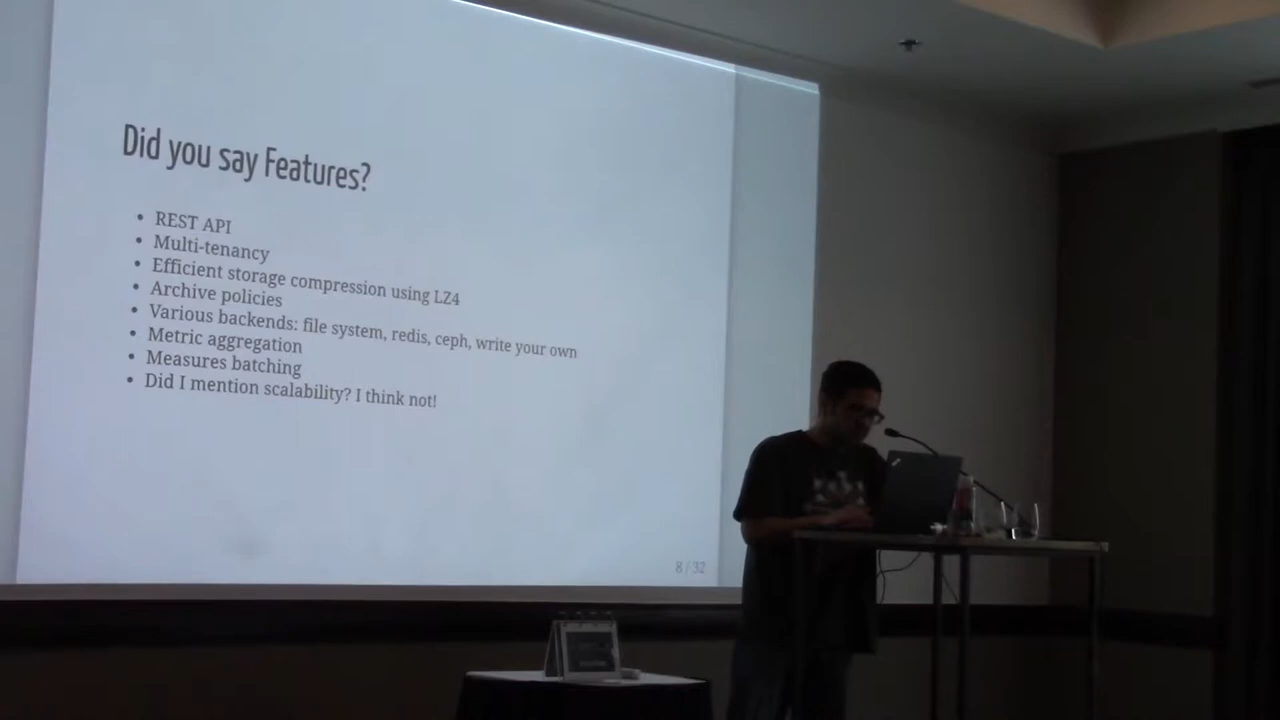 Did you say Features?
• REST API
• Multi-tenancy
• Efficient storage compression using LZ4
• Archive policies
• Various backends: file system, redis, ceph, write your own
• Metric aggregation
• Measures batching
• Did I mention scalability? I think not!
8 / 32